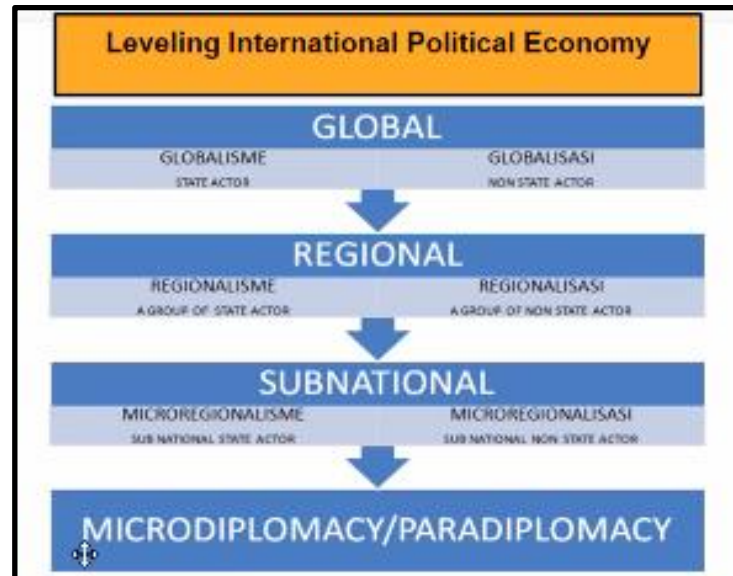 Leveling International Political Economy
GLOBAL
GLOBALISME GLOBALISASI
STATE ACTOR NON STATE ACTOR
REGIONAL
REGIONALISME REGIONALISASI
A GROUP OF STATE ACTOR A GROUP OF NON STATE ACTOR
SUBNATIONAL
MICROREGIONALISME MICROREGIONALISASI
SUB NATIONAL STATE ACTOR SUB NATIONAL NON STATE ACTOR
MICRODIPLOMACY/PARADIPLOMACY